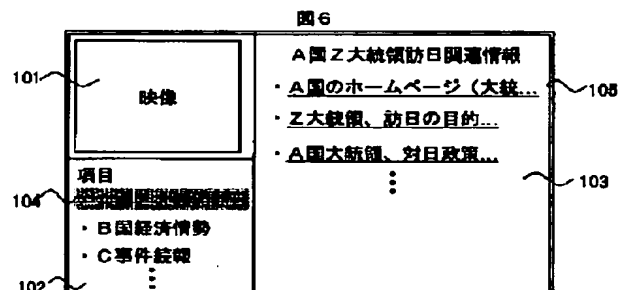 図6
101
映像
A国Z大統領訪日関連情報
・A国のホームページ（大統...
105
・Z大統領、訪日の目的...
・A国大統領、対日政策...
103
項目
104
・B国経済情勢
・C事件続報
102